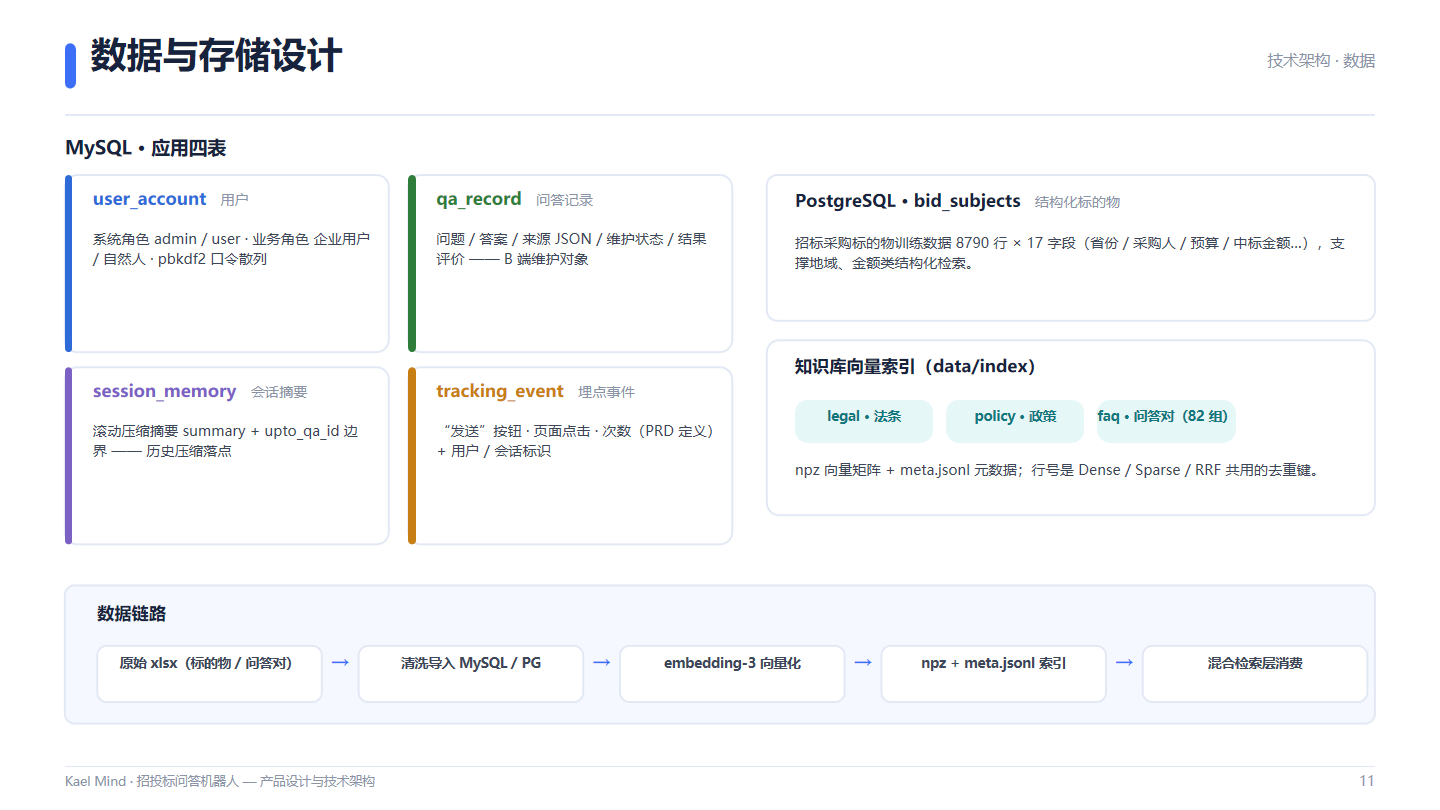 数据与存储设计
技术架构 · 数据
MySQL • 应用四表
user_account 用户
系统角色 admin / user · 业务角色 企业用户
/ 自然人 · pbkdf2 口令散列
qa_record 问答记录
问题 / 答案 / 来源 JSON / 维护状态 / 结果
评价 —— B 端维护对象
session_memory 会话摘要
滚动压缩摘要 summary + upto_qa_id 边
界 —— 历史压缩落点
tracking_event 埋点事件
“发送”按钮 · 页面点击 · 次数（PRD 定义）
+ 用户 / 会话标识
PostgreSQL • bid_subjects 结构化标的物
招标采购标的物训练数据 8790 行 × 17 字段（省份 / 采购人 / 预算 / 中标金额...），支
撑地域、金额类结构化检索。
知识库向量索引（data/index）
legal • 法条
policy • 政策
faq • 问答对（82 组）
npz 向量矩阵 + meta.jsonl 元数据；行号是 Dense / Sparse / RRF 共用的去重键。
数据链路
原始 xlsx（标的物 / 问答对）
→
清洗导入 MySQL / PG
→
embedding-3 向量化
→
npz + meta.jsonl 索引
→
混合检索层消费
Kael Mind · 招投标问答机器人 — 产品设计与技术架构
11